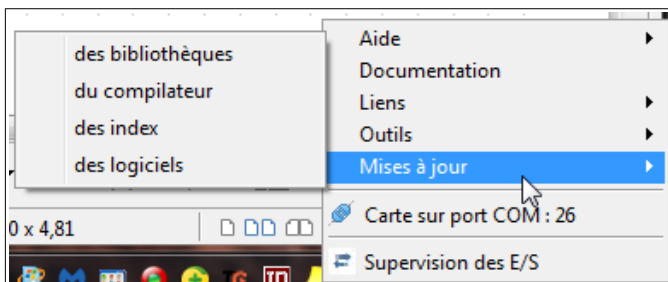 des bibliothèques
du compilateur
des index
des logiciels
Aide
Documentation
Liens
Outils
Mises à jour
Carte sur port COM : 26
Supervision des E/S
0 x 4,81